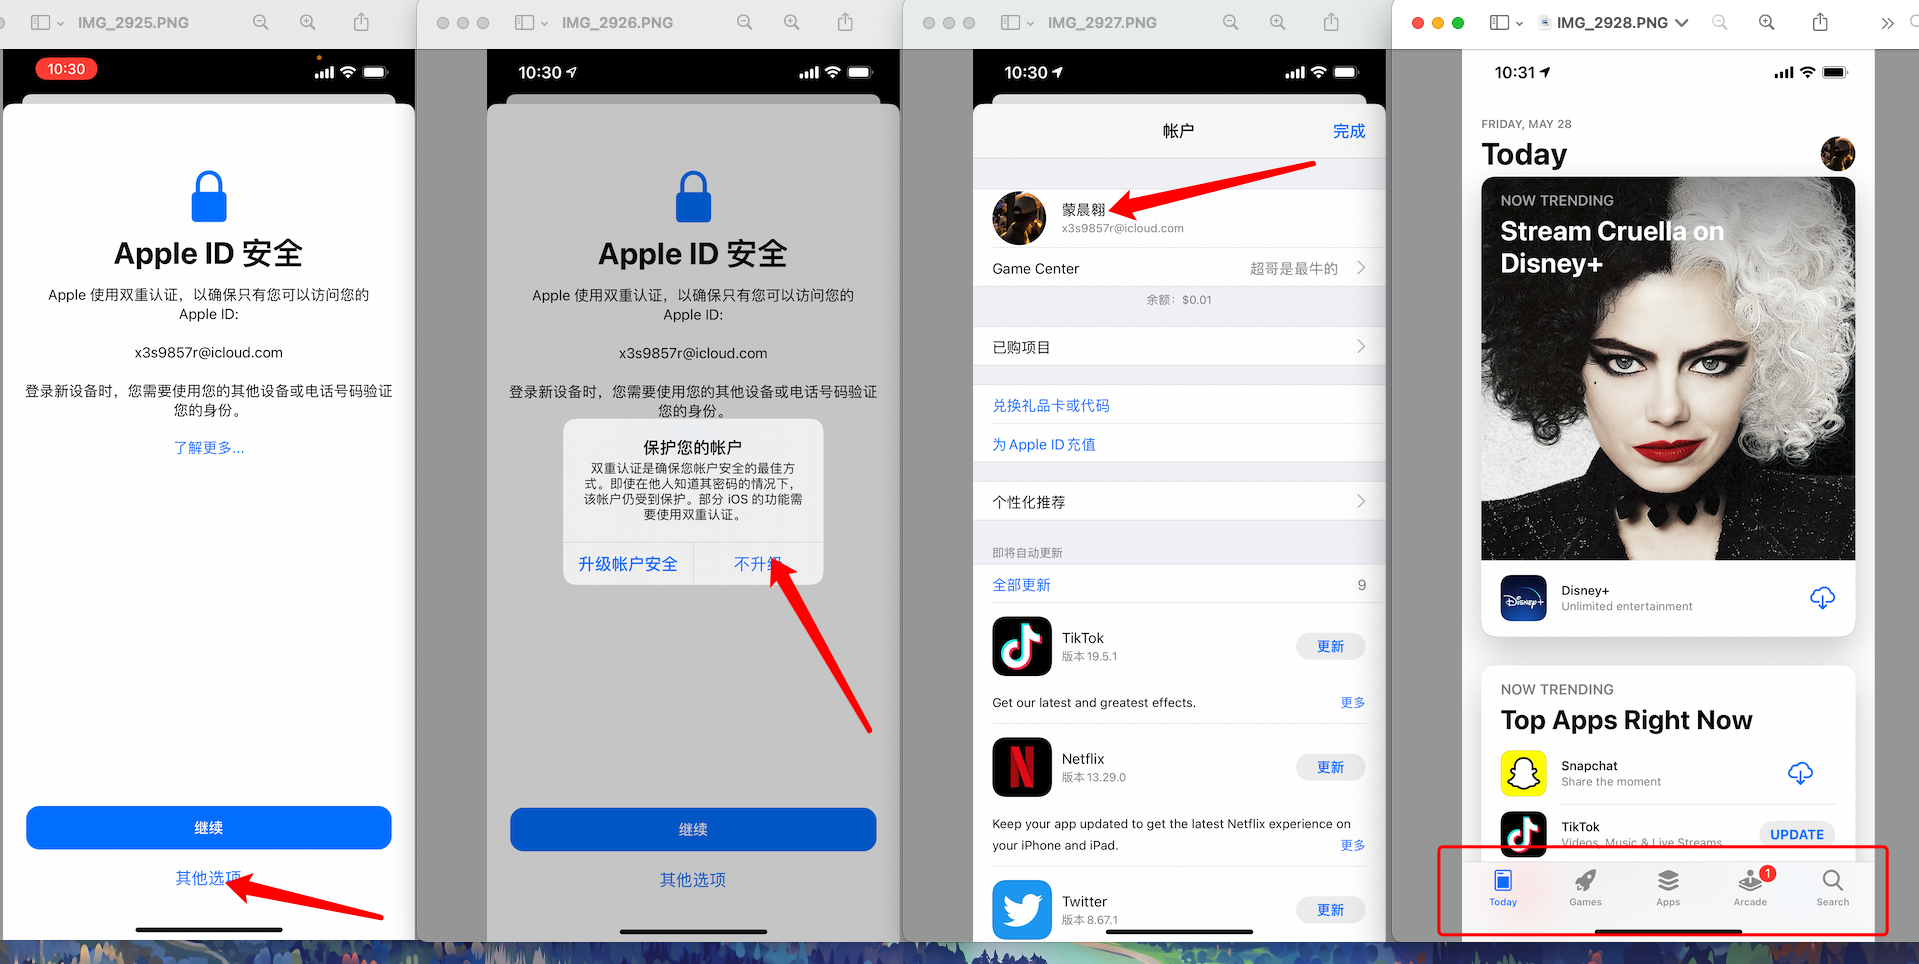 IMG_2925.PNG
10:30
Apple ID 安全
Apple 使用双重认证，以确保只有您可以访问您的
Apple ID:
x3s9857r@icloud.com
登录新设备时，您需要使用您的其他设备或电话号码验证
您的身份。
了解更多...
继续
其他选项
IMG_2926.PNG
10:30
Apple ID 安全
Apple 使用双重认证，以确保只有您可以访问您的
Apple ID:
x3s9857r@icloud.com
登录新设备时，您需要使用您的其他设备或电话号码验证
您的身份。
保护您的帐户
双重认证是确保您帐户安全的最佳方
式。即使在他人知道其密码的情况下，
该帐户仍受到保护。部分 iOS 的功能需
要使用双重认证。
升级帐户安全
不升级
继续
其他选项
IMG_2927.PNG
10:30
帐户
完成
蒙晨翱
x3s9857r@icloud.com
Game Center
超哥是最牛的
余额：$0.01
已购项目
兑换礼品卡或代码
为 Apple ID 充值
个性化推荐
即将自动更新
全部更新
9
TikTok
版本 19.5.1
更新
Get our latest and greatest effects.
更多
Netflix
版本 13.29.0
更新
Keep your app updated to get the latest Netflix experience on
your iPhone and iPad.
更多
Twitter
版本 8.67.1
更新
IMG_2928.PNG
10:31
FRIDAY, MAY 28
Today
NOW TRENDING
Stream Cruella on
Disney+
Disney+
Disney+
Unlimited entertainment
NOW TRENDING
Top Apps Right Now
Snapchat
Share the moment
TikTok
Videos, Music & Live Streams
UPDATE
1
Today
Games
Apps
Arcade
Search